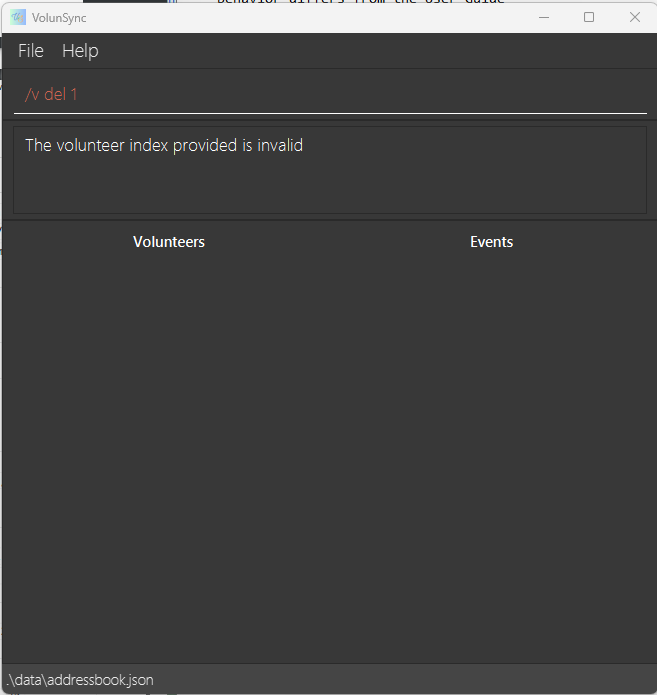 behavior differs from the User Guide
VolunSync
File Help
/v del 1
The volunteer index provided is invalid
Volunteers Events
.\data\addressbook.json